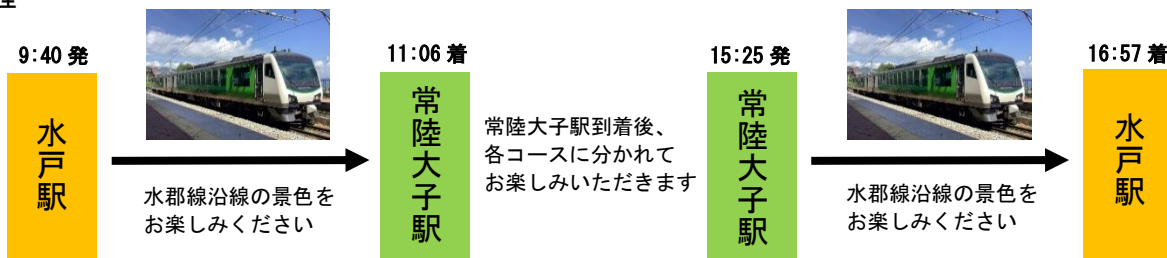 9:40 発
水戸駅
水郡線沿線の景色を
お楽しみください
11:06 着
常陸大子駅
常陸大子駅到着後、
各コースに分かれて
お楽しみいただきます
15:25 発
常陸大子駅
水郡線沿線の景色を
お楽しみください
16:57 着
水戸駅